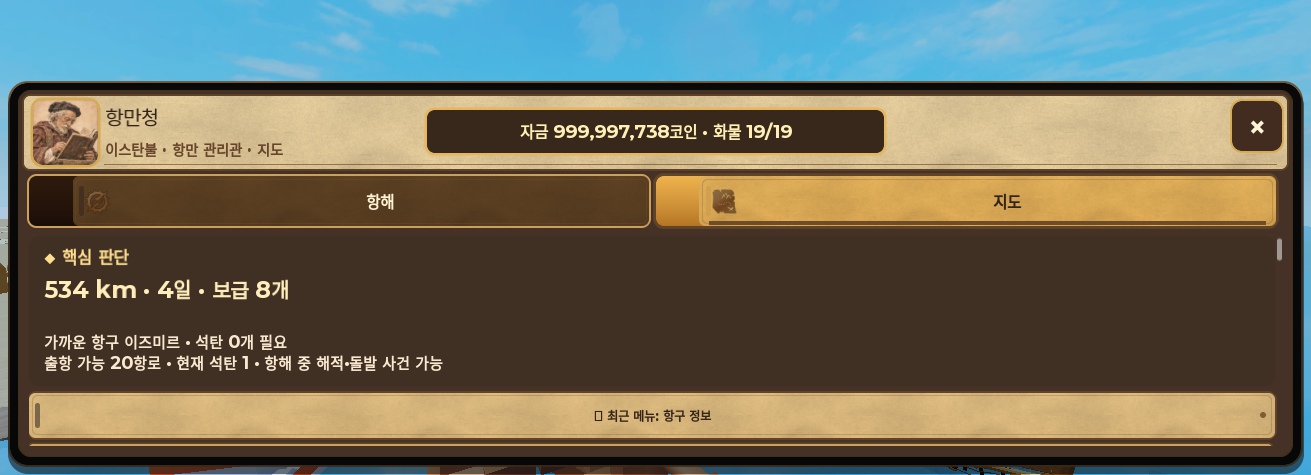 항만청
이스탄불 • 항만 관리관 • 지도
자금 999,997,738코인 • 화물 19/19
×
항해
지도
◆ 핵심 판단
534 km • 4일 • 보급 8개
가까운 항구 이즈미르 • 석탄 0개 필요
출항 가능 20항로 • 현재 석탄 1 • 항해 중 해적•돌발 사건 가능
▯ 최근 메뉴: 항구 정보